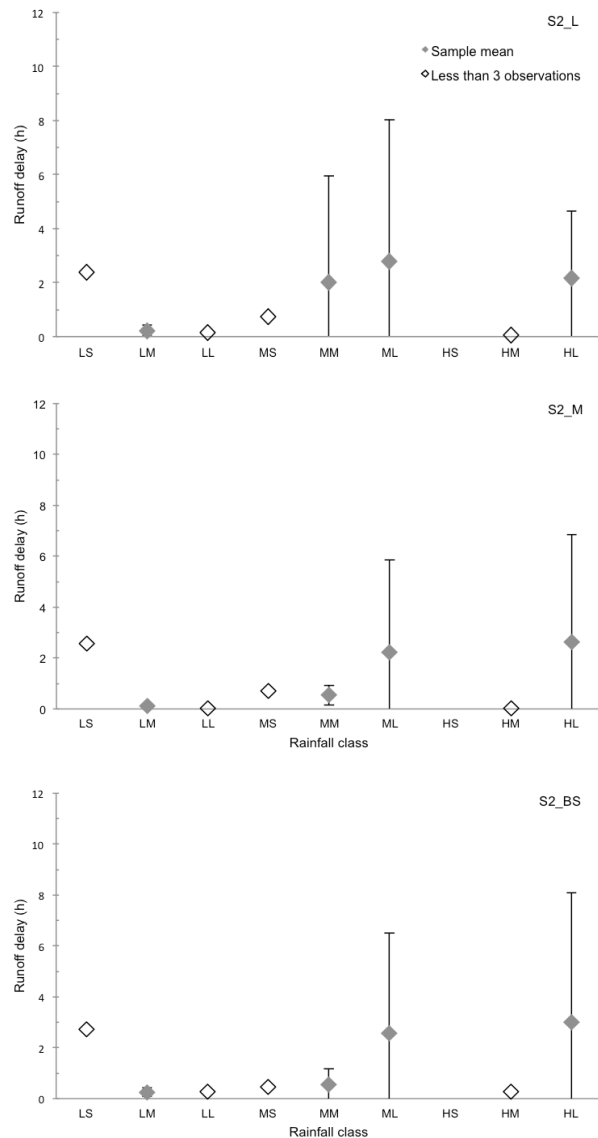 S2_L
Sample mean
Less than 3 observations
Runoff delay (h)
12
10
8
6
4
2
0
LS LM LL MS MM ML HS HM HL
S2_M
Runoff delay (h)
12
10
8
6
4
2
0
LS LM LL MS MM ML HS HM HL
Rainfall class
S2_BS
Runoff delay (h)
12
10
8
6
4
2
0
LS LM LL MS MM ML HS HM HL
Rainfall class